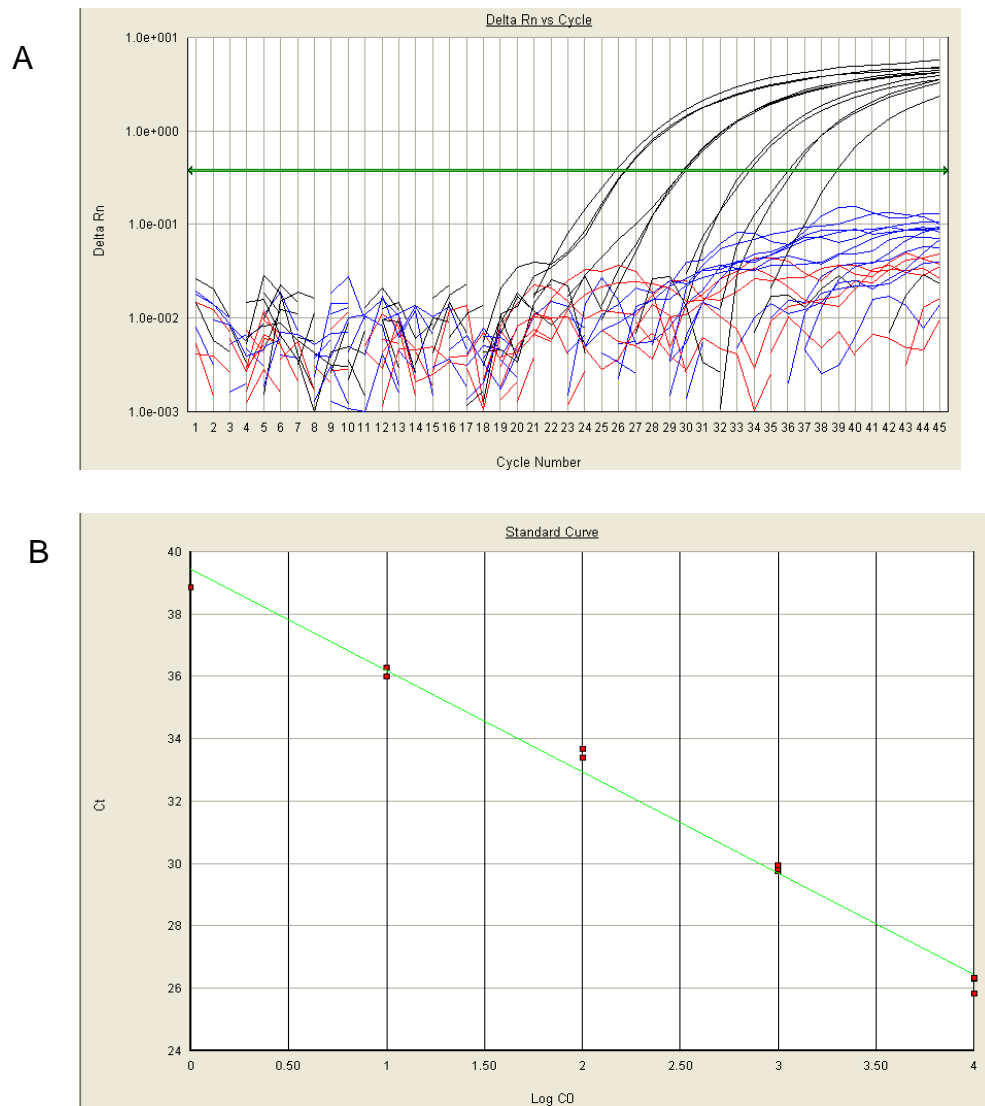 A
Delta Rn vs Cycle
1.0e+001
1.0e+000
1.0e-001
1.0e-002
1.0e-003
Delta Rn
1 2 3 4 5 6 7 8 9 10 11 12 13 14 15 16 17 18 19 20 21 22 23 24 25 26 27 28 29 30 31 32 33 34 35 36 37 38 39 40 41 42 43 44 45
Cycle Number
B
Standard Curve
40
38
36
34
32
30
28
26
24
Ct
0 0.50 1 1.50 2 2.50 3 3.50 4
Log C0